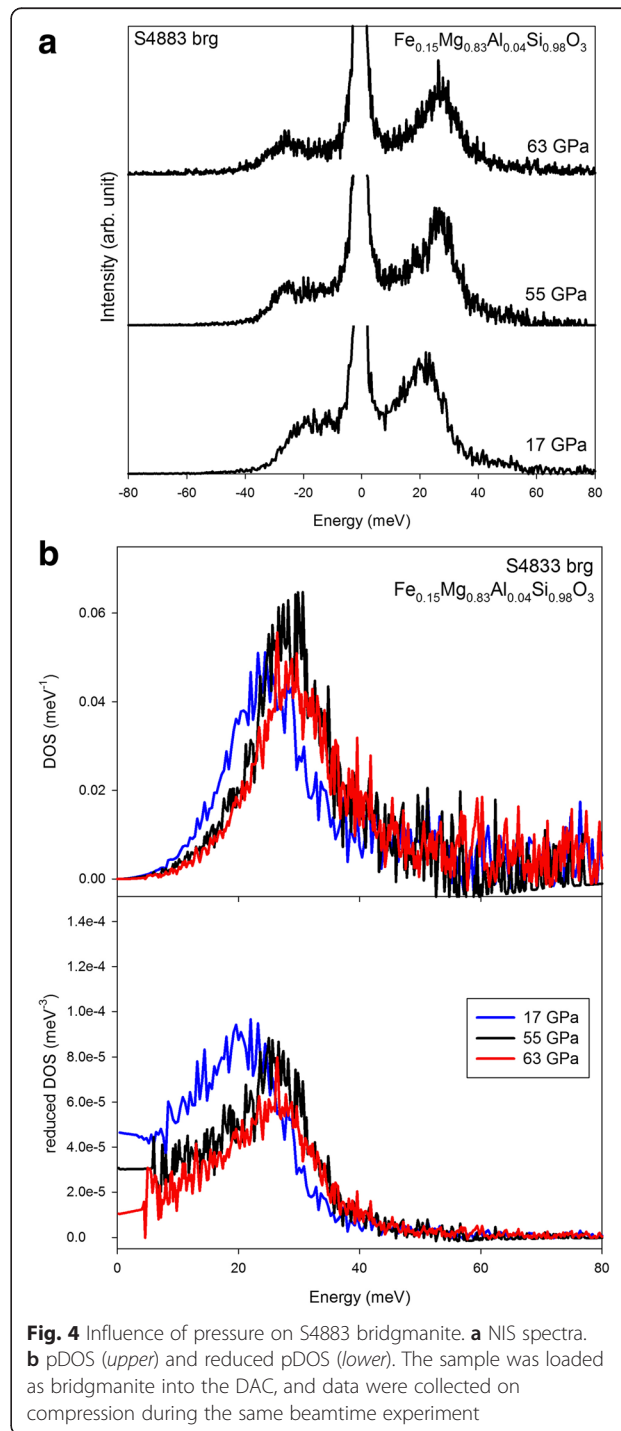 a
S4883 brg
Fe0.15Mg0.83Al0.04Si0.98O3
63 GPa
55 GPa
17 GPa
Intensity (arb. unit)
-80 -60 -40 -20 0 20 40 60 80
Energy (meV)
b
S4833 brg
Fe0.15Mg0.83Al0.04Si0.98O3
0.06
0.04
0.02
0.00
DOS (meV-1)
1.4e-4
1.2e-4
1.0e-4
8.0e-5
6.0e-5
4.0e-5
2.0e-5
0.0
reduced DOS (meV-3)
17 GPa
55 GPa
63 GPa
0 20 40 60 80
Energy (meV)
Fig. 4 Influence of pressure on S4883 bridgmanite. a NIS spectra.
b pDOS (upper) and reduced pDOS (lower). The sample was loaded
as bridgmanite into the DAC, and data were collected on
compression during the same beamtime experiment